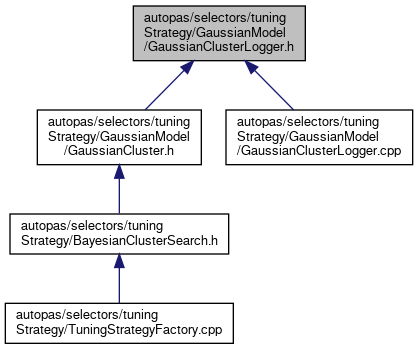 autopas/selectors/tuning
Strategy/GaussianModel
/GaussianClusterLogger.h
autopas/selectors/tuning
Strategy/GaussianModel
/GaussianCluster.h
autopas/selectors/tuning
Strategy/GaussianModel
/GaussianClusterLogger.cpp
autopas/selectors/tuning
Strategy/BayesianClusterSearch.h
autopas/selectors/tuning
Strategy/TuningStrategyFactory.cpp